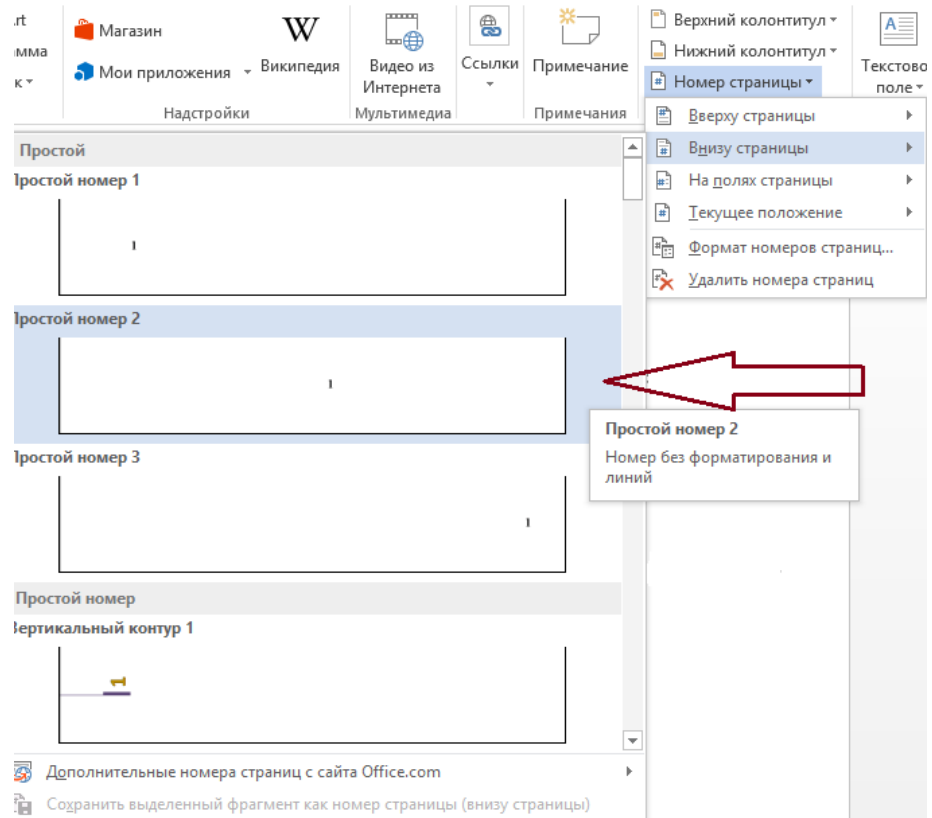 rt
амма
к
Магазин
Мои приложения
Надстройки
W
Википедия
Видео из
Интернета
Мультимедиа
Ссылки
Примечание
Примечания
Верхний колонтитул
Нижний колонтитул
# Номер страницы
A
Текстово
поле
Вверху страницы
Внизу страницы
На полях страницы
Текущее положение
Формат номеров страниц...
Удалить номера страниц
Простой
Простой номер 1
1
Простой номер 2
1
Простой номер 2
Номер без форматирования и
линий
Простой номер 3
1
Простой номер
Вертикальный контур 1
1
Дополнительные номера страниц с сайта Office.com
Сохранить выделенный фрагмент как номер страницы (внизу страницы)